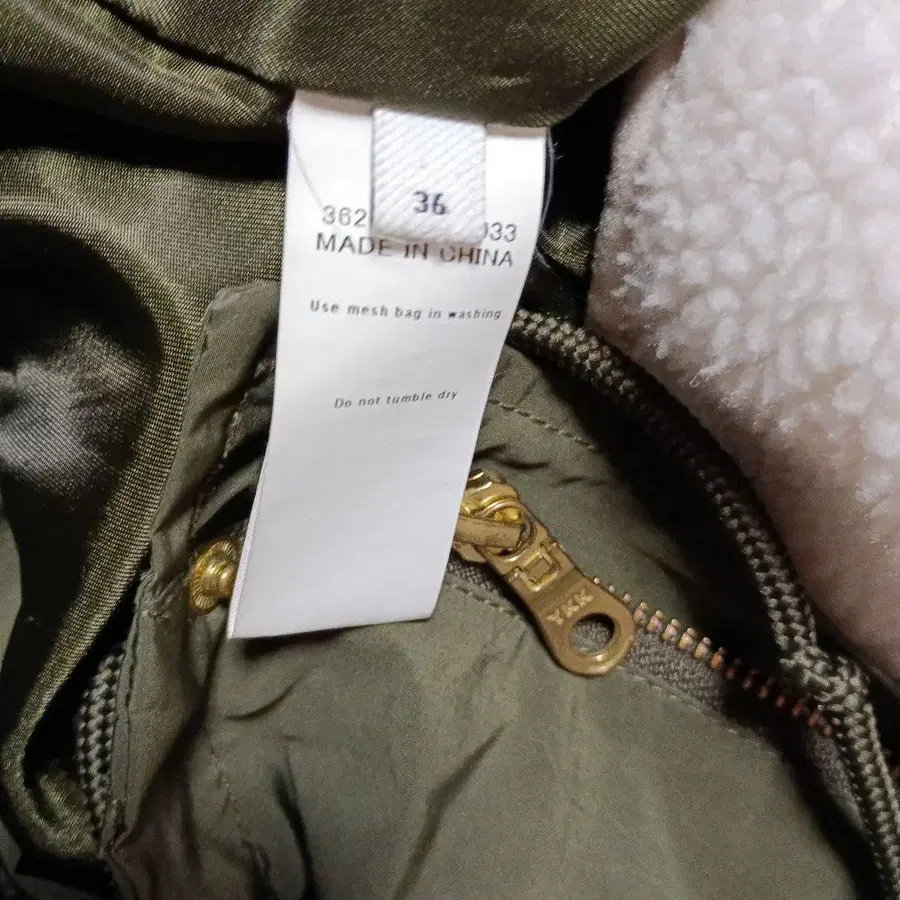 36
362 033
MADE IN CHINA
Use mesh bag in washing
Do not tumble dry
YKK